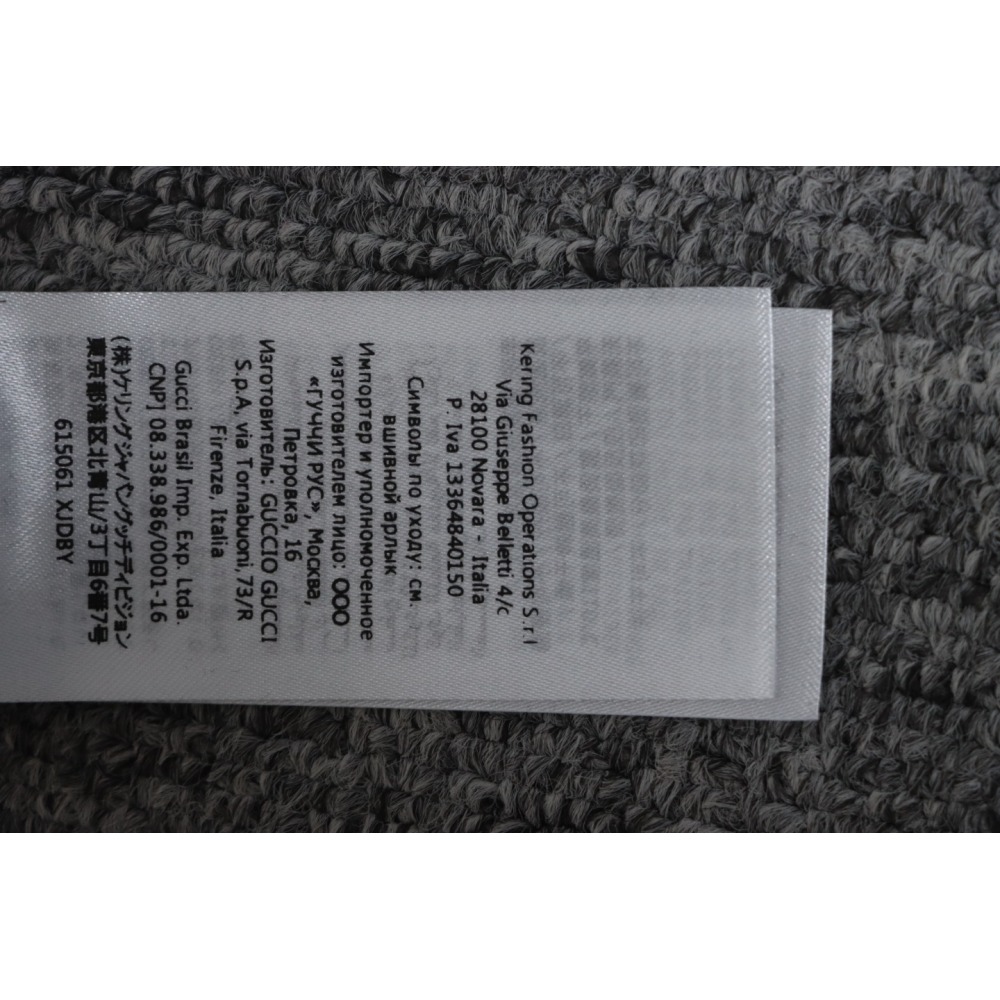 Kering Fashion Operations S.r.l
Via Giuseppe Belletti 4/c
28100 Novara - Italia
P. Iva 13364840150
Символы по уходу: см.
вшивной арлык
Импортер и уполномоченное
изготовителем лицо: ООО
«ГУЧЧИ РУС», Москва,
Петровка, 16
Изготовитель: GUCCIO GUCCI
S.p.A, via Tornabuoni,73/R
Firenze, Italia
Gucci Brasil Imp. Exp. Ltda.
CNPJ 08.338.986/0001-16
(株)ケリングジャパングッチディビジョン
東京都港区北青山/3丁目6番7号
615061 XJDBY